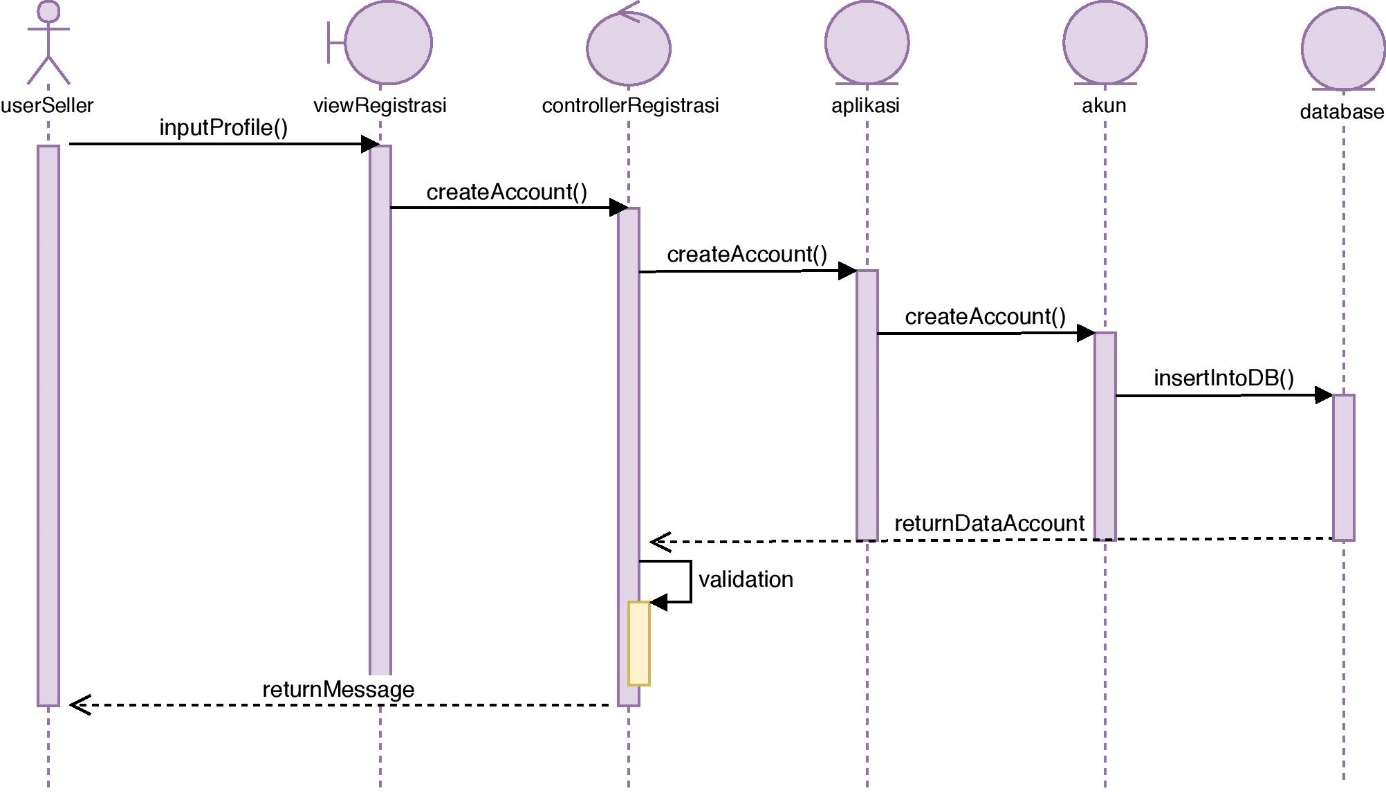 userSeller
viewRegistrasi
controllerRegistrasi
aplikasi
akun
database
inputProfile()
createAccount()
createAccount()
createAccount()
insertIntoDB()
returnDataAccount
validation
returnMessage